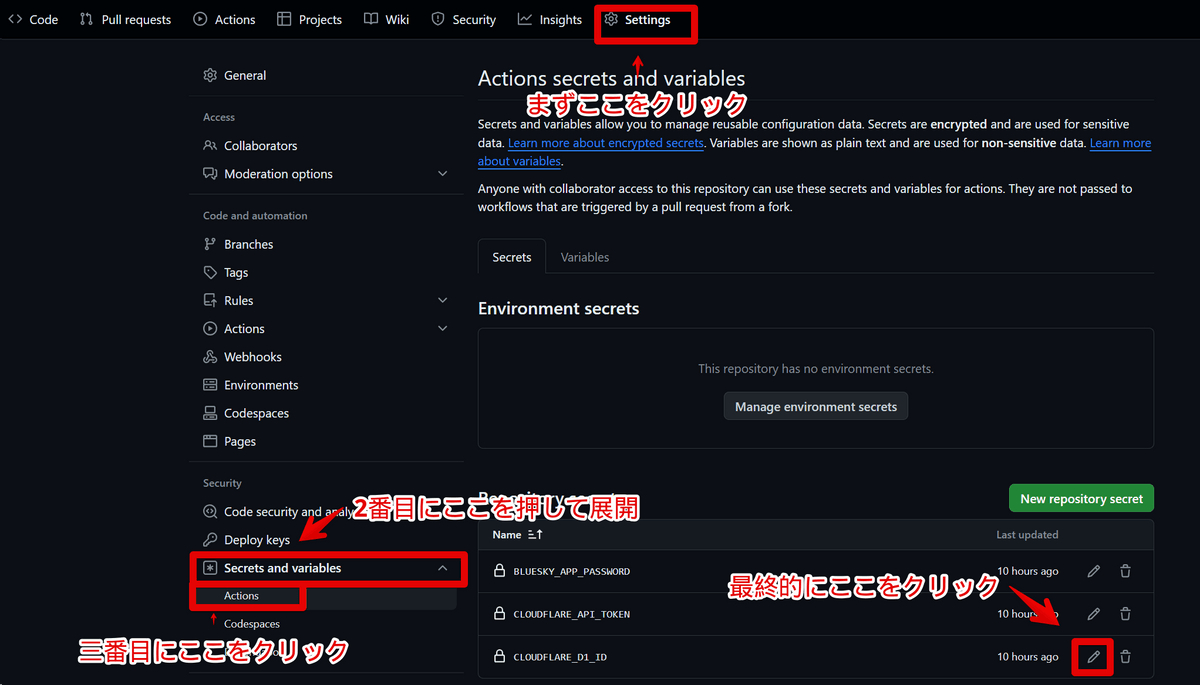 Code Pull requests Actions Projects Wiki Security Insights Settings
General
Access
Collaborators
Moderation options
Code and automation
Branches
Tags
Rules
Actions
Webhooks
Environments
Codespaces
Pages
Security
Code security and analy
Deploy keys
Secrets and variables
Actions
Codespaces
まずここをクリック
2番目にここを押して展開
三番目にここをクリック
最終的にここをクリック
Actions secrets and variables
Secrets and variables allow you to manage reusable configuration data. Secrets are encrypted and are used for sensitive
data. Learn more about encrypted secrets. Variables are shown as plain text and are used for non-sensitive data. Learn more
about variables.
Anyone with collaborator access to this repository can use these secrets and variables for actions. They are not passed to
workflows that are triggered by a pull request from a fork.
Secrets Variables
Environment secrets
This repository has no environment secrets.
Manage environment secrets
New repository secret
Name Last updated
BLUESKY_APP_PASSWORD 10 hours ago
CLOUDFLARE_API_TOKEN 10 hours ago
CLOUDFLARE_D1_ID 10 hours ago